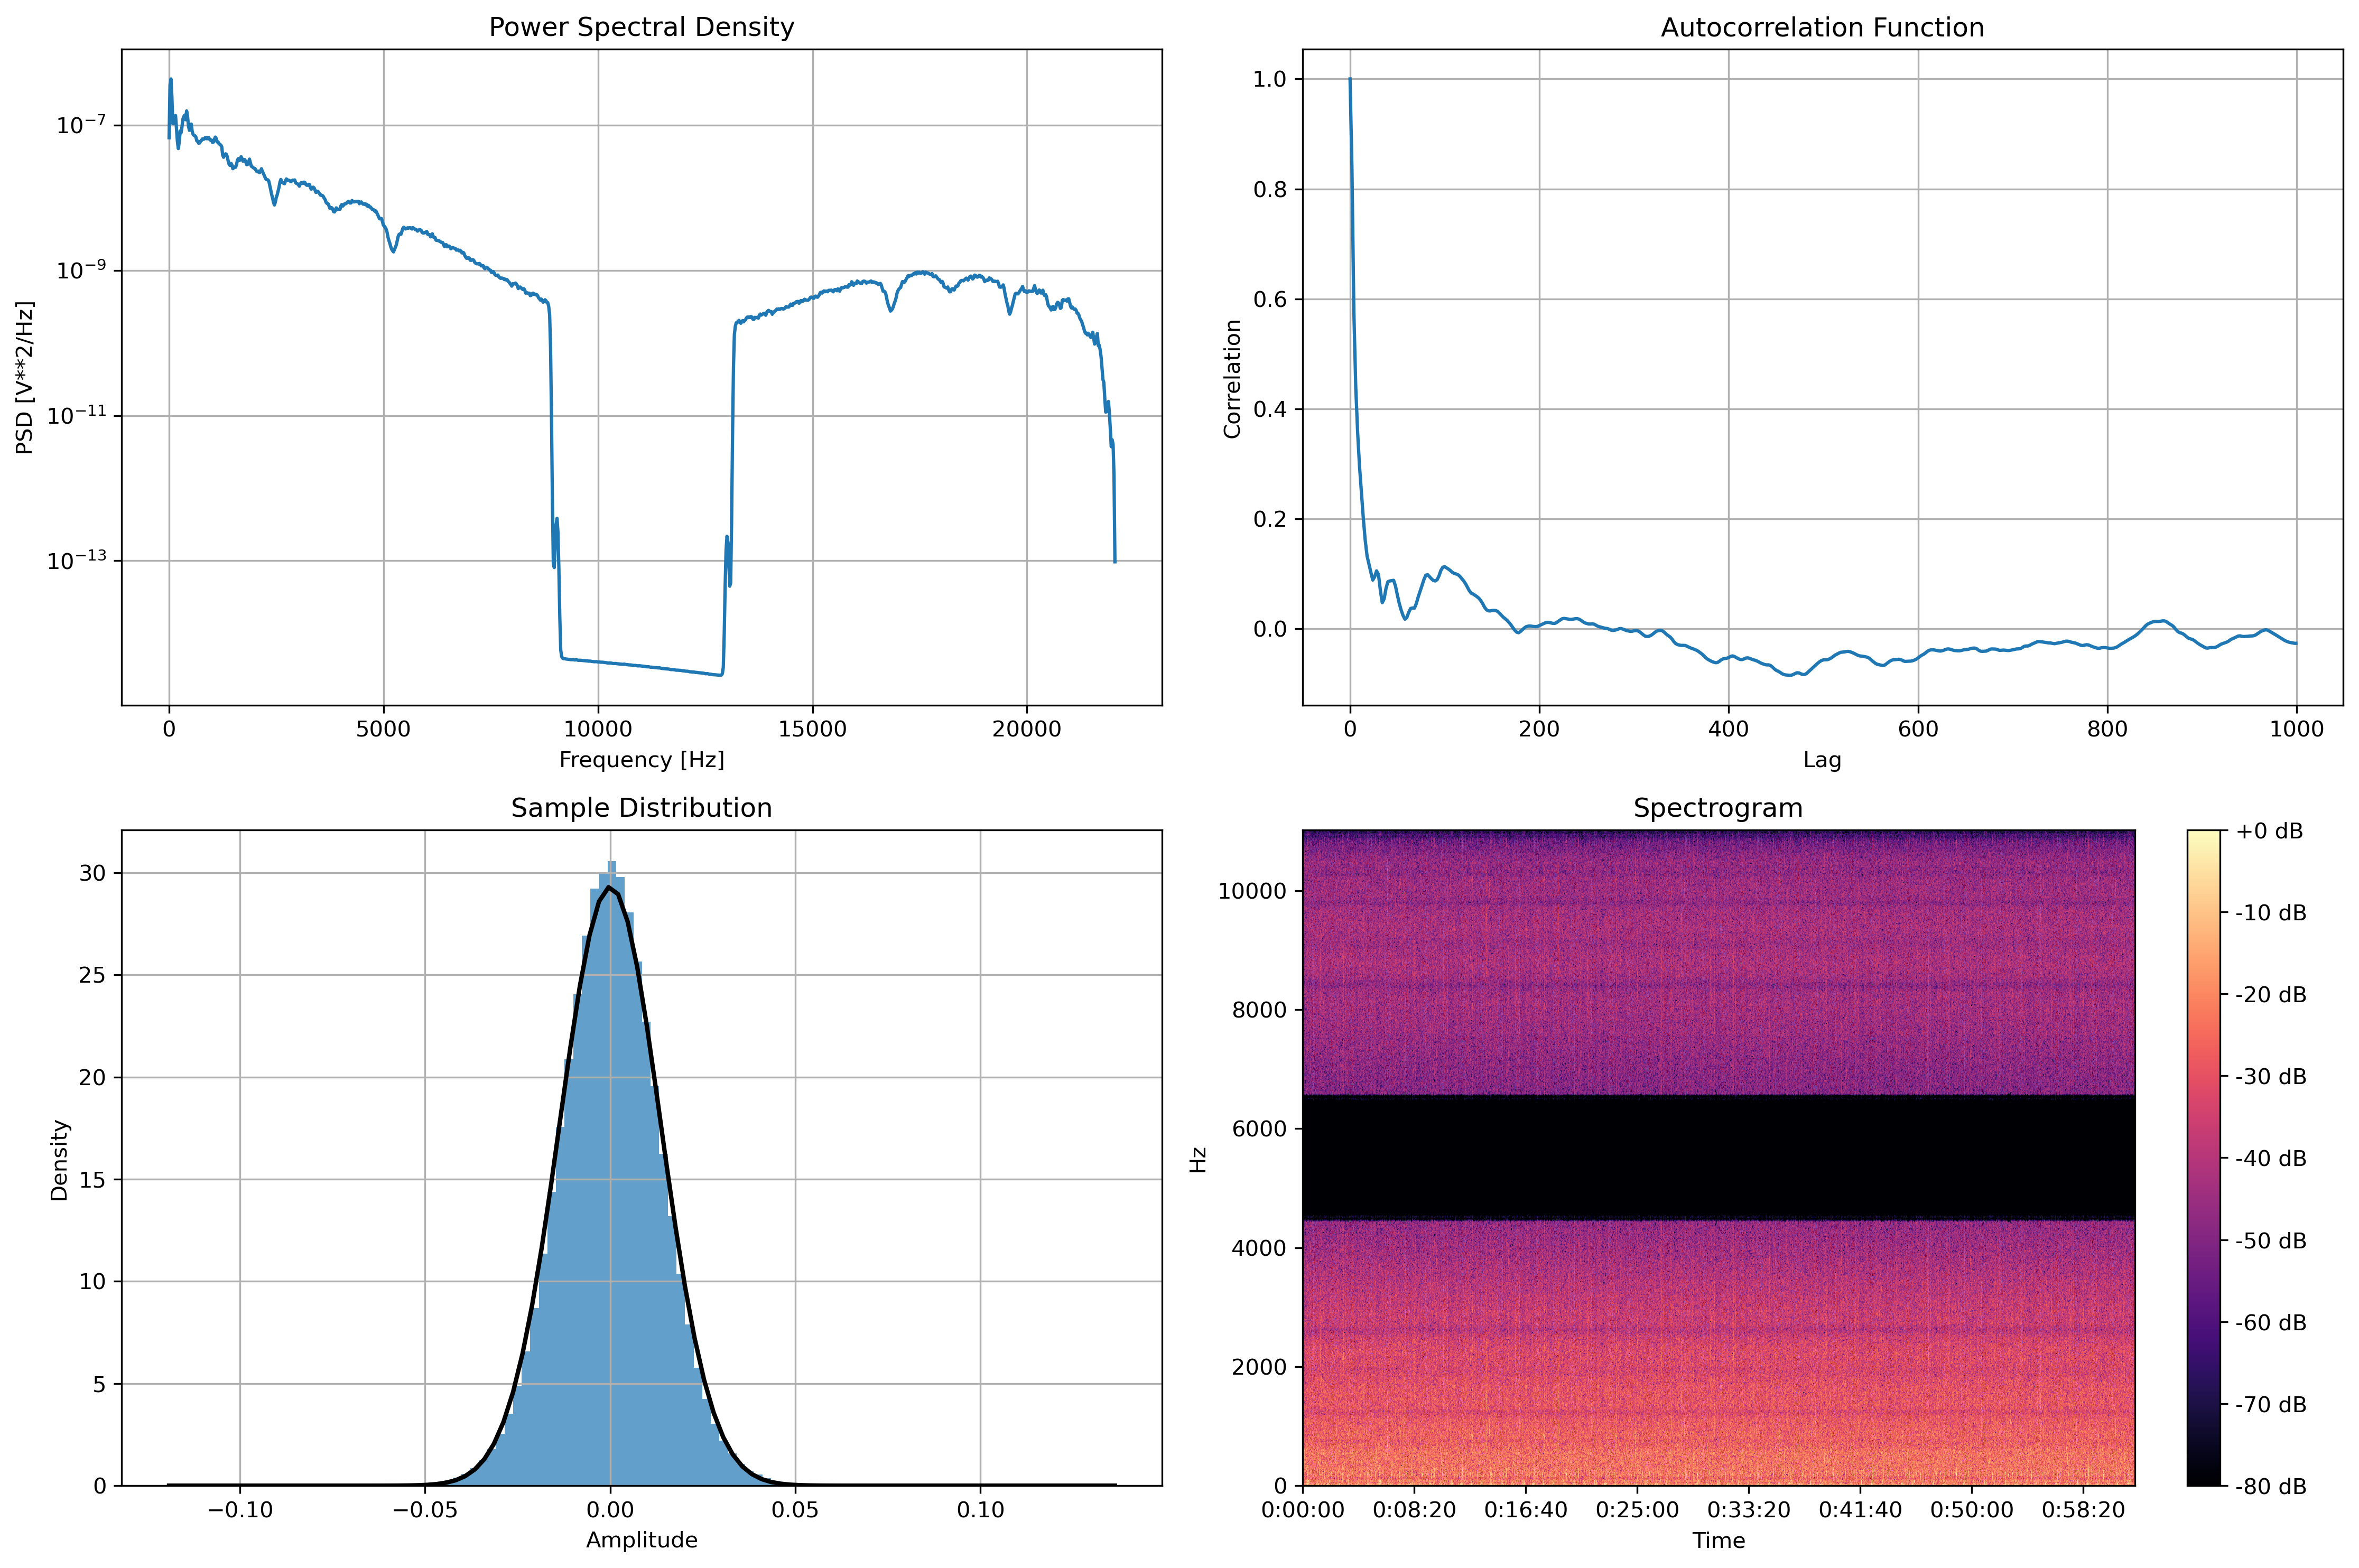 Power Spectral Density
10⁻⁷
10⁻⁹
10⁻¹¹
10⁻¹³
PSD [V**2/Hz]
0 5000 10000 15000 20000
Frequency [Hz]
Autocorrelation Function
1.0
0.8
0.6
0.4
0.2
0.0
Correlation
0 200 400 600 800 1000
Lag
Sample Distribution
30
25
20
15
10
5
0
Density
−0.10 −0.05 0.00 0.05 0.10
Amplitude
Spectrogram
10000
8000
6000
4000
2000
0
Hz
0:00:00 0:08:20 0:16:40 0:25:00 0:33:20 0:41:40 0:50:00 0:58:20
Time
+0 dB
-10 dB
-20 dB
-30 dB
-40 dB
-50 dB
-60 dB
-70 dB
-80 dB